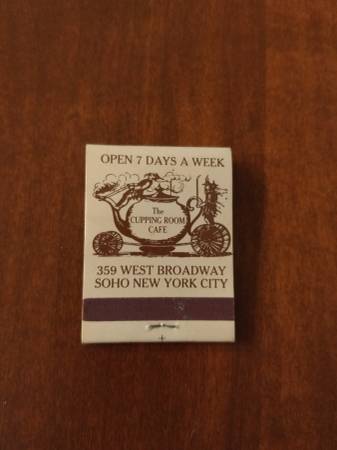 OPEN 7 DAYS A WEEK
The
CUPPING ROOM
CAFE
359 WEST BROADWAY
SOHO NEW YORK CITY